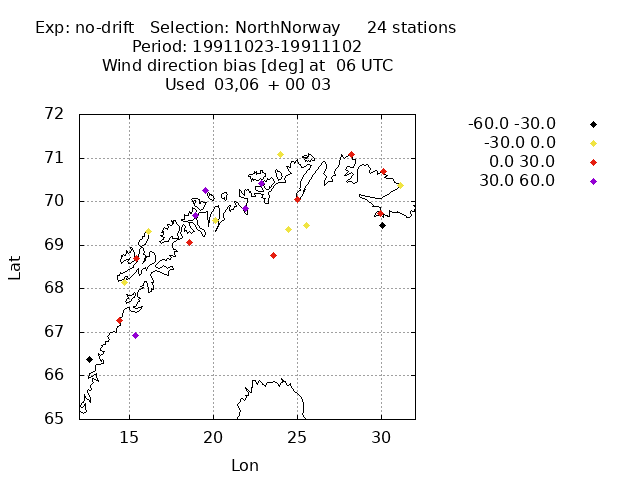 Exp: no-drift Selection: NorthNorway 24 stations
Period: 19911023-19911102
Wind direction bias [deg] at 06 UTC
Used 03,06 + 00 03
-60.0 -30.0
-30.0 0.0
0.0 30.0
30.0 60.0
72
71
70
69
68
67
66
65
Lat
15 20 25 30
Lon